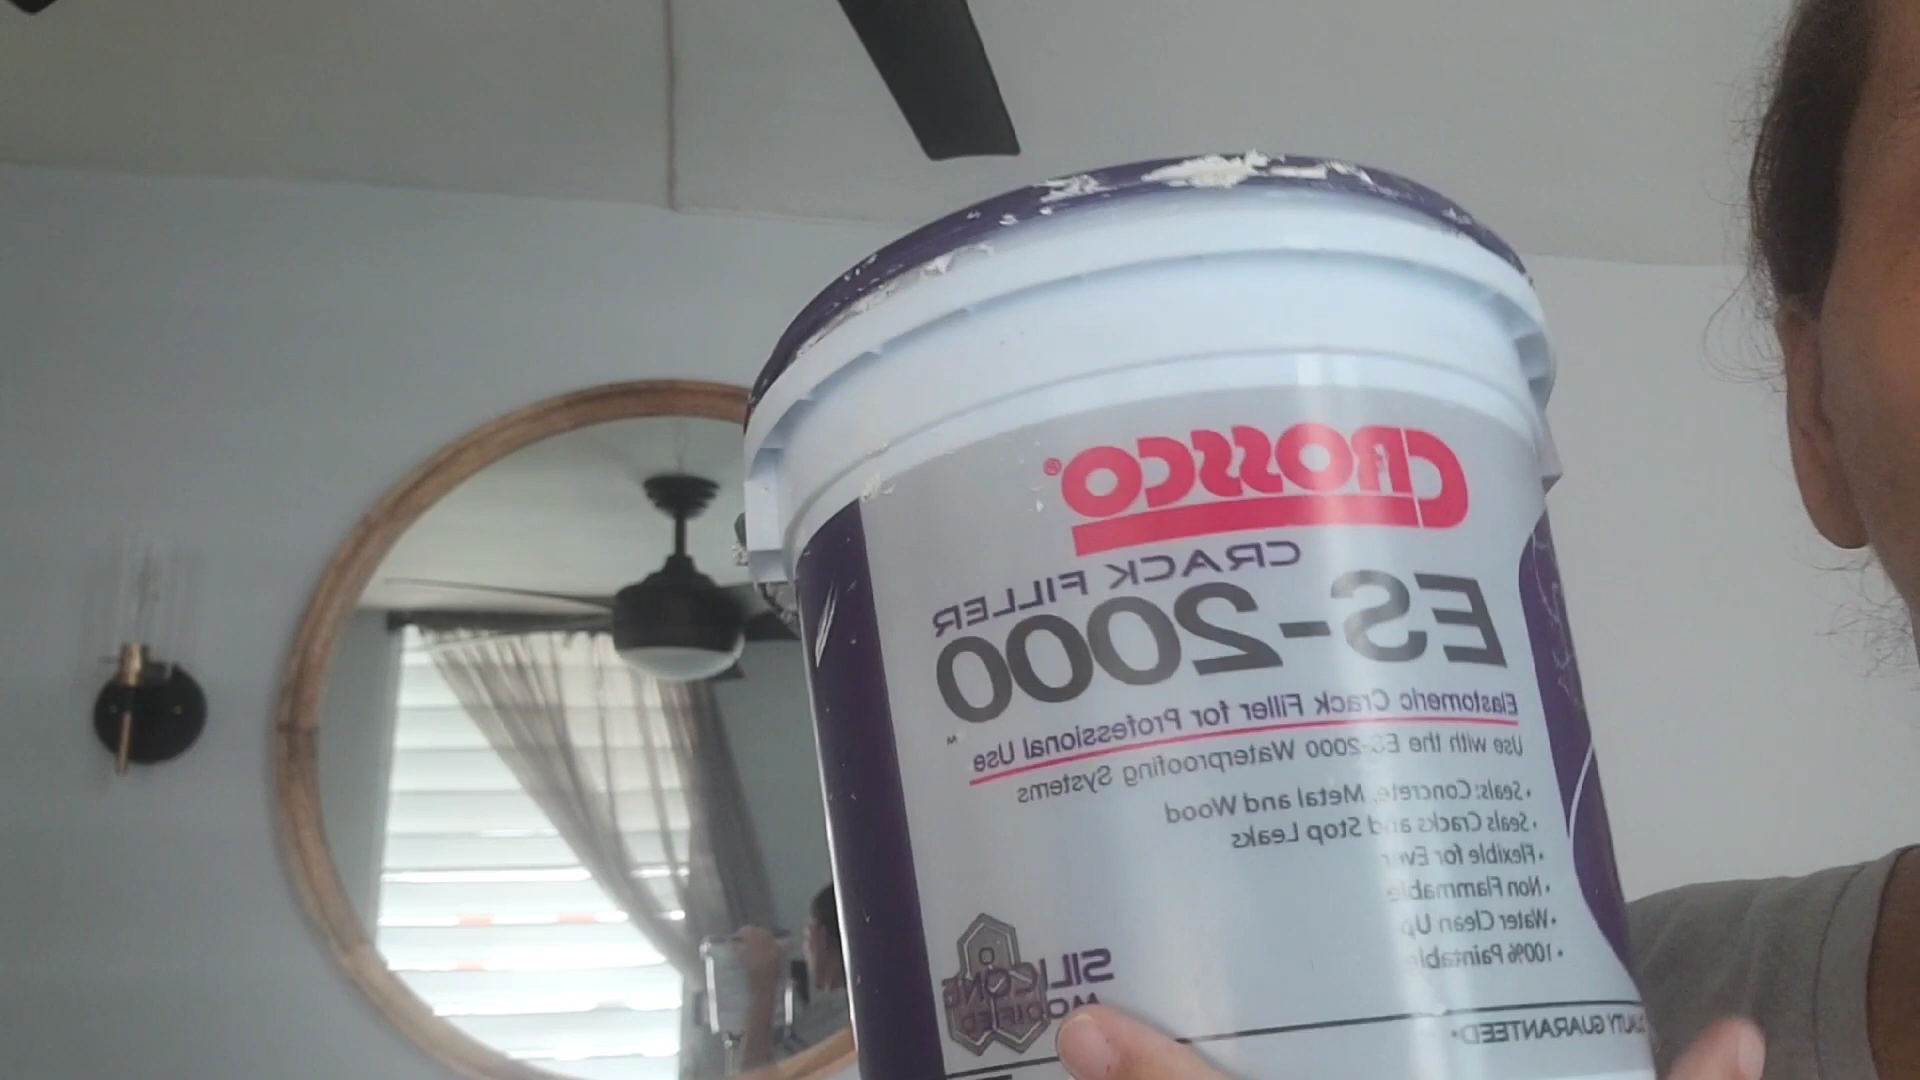 CROSSCO®
CRACK FILLER
ES-2000™
Elastomeric Crack Filler for Professional Use
Use with the ES-2000 Waterproofing Systems
• Seals: Concrete, Metal and Wood
• Seals Cracks and Stop Leaks
• Flexible for Ever
• Non Flammable
• Water Clean Up
• 100% Paintable
SILICONE
MODIFIED
GUARANTEED•